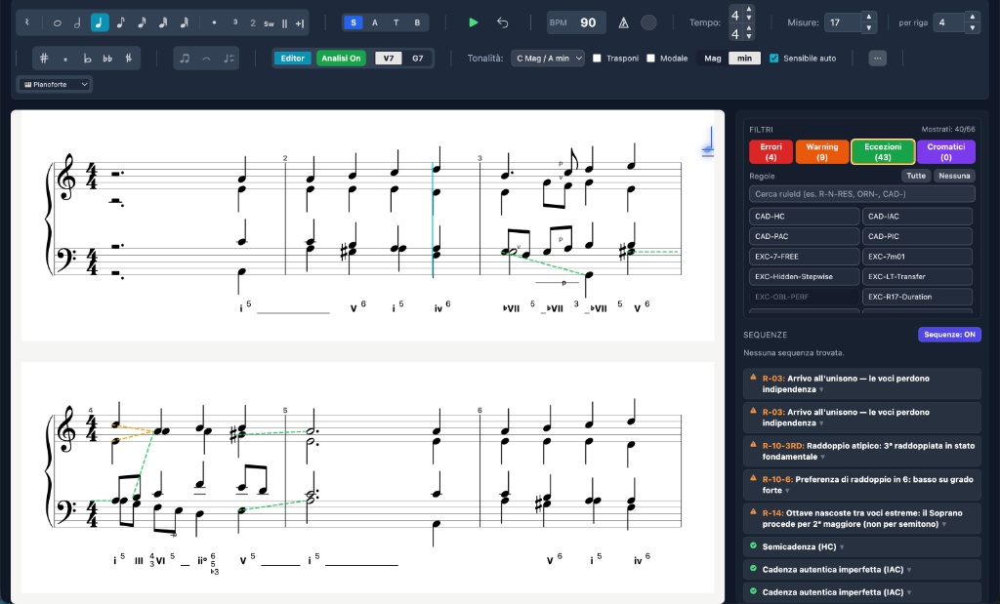 3 2 Sw
S A T B
BPM 90
Tempo: 4 4
Misure: 17
per riga 4
Editor Analisi On V7 G7
Tonalità: C Mag / A min
Trasponi Modale Mag min Sensibile auto
...
Pianoforte
2 3
p
v
v p
p
i 5 V 6 i 5 iv 6 ♭VII 5 _♭VII 3 _♭VII 5 V 6
4 5 6
p
i 5 III 4 3 VI 5 _ ii° 6 5 ♭3 V 5 i 5 V 6 i 5 iv 6
FILTRI
Mostrati: 40/56
Errori (4)
Warning (9)
Eccezioni (43)
Cromatici (0)
Regole
Tutte Nessuna
Cerca ruleId (es. R-N-RES, ORN-, CAD-)
CAD-HC CAD-IAC
CAD-PAC CAD-PIC
EXC-7-FREE EXC-7m01
EXC-Hidden-Stepwise EXC-LT-Transfer
EXC-OBL-PERF EXC-R17-Duration
SEQUENZE
Sequenze: ON
Nessuna sequenza trovata.
R-03: Arrivo all'unisono — le voci perdono
indipendenza
R-03: Arrivo all'unisono — le voci perdono
indipendenza
R-10-3RD: Raddoppio atipico: 3ª raddoppiata in stato
fondamentale
R-10-6: Preferenza di raddoppio in 6: basso su grado
forte
R-14: Ottave nascoste tra voci estreme: il Soprano
procede per 2ª maggiore (non per semitono)
Semicadenza (HC)
Cadenza autentica imperfetta (IAC)
Cadenza autentica imperfetta (IAC)